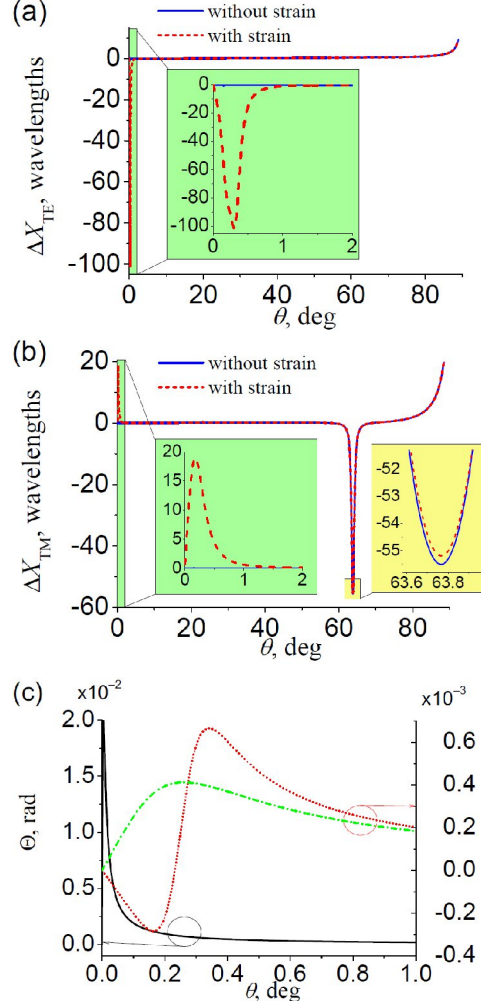 (a)
without strain
with strain
0
-20
-40
-60
-80
-100
ΔX_TE, wavelengths
0
-20
-40
-60
-80
-100
0 1 2
0 20 40 60 80
θ, deg
(b)
without strain
with strain
20
0
-20
-40
-60
ΔX_TM, wavelengths
20
15
10
5
0
0 1 2
-52
-53
-54
-55
63.6 63.8
0 20 40 60 80
θ, deg
(c)
x10⁻² x10⁻³
2.0
1.5
1.0
0.5
0.0
Θ, rad
0.6
0.4
0.2
0.0
-0.2
-0.4
0.0 0.2 0.4 0.6 0.8 1.0
θ, deg